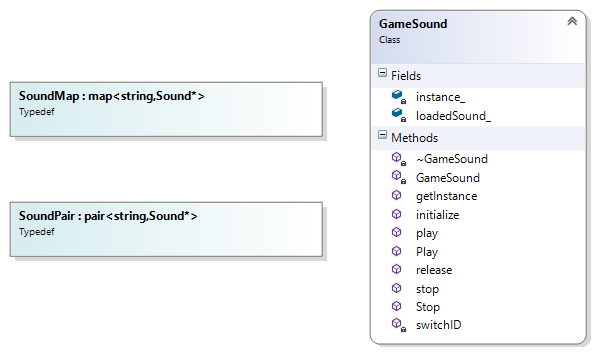 SoundMap : map<string,Sound*>
Typedef
SoundPair : pair<string,Sound*>
Typedef
GameSound
Class
Fields
instance_
loadedSound_
Methods
~GameSound
GameSound
getInstance
initialize
play
Play
release
stop
Stop
switchID